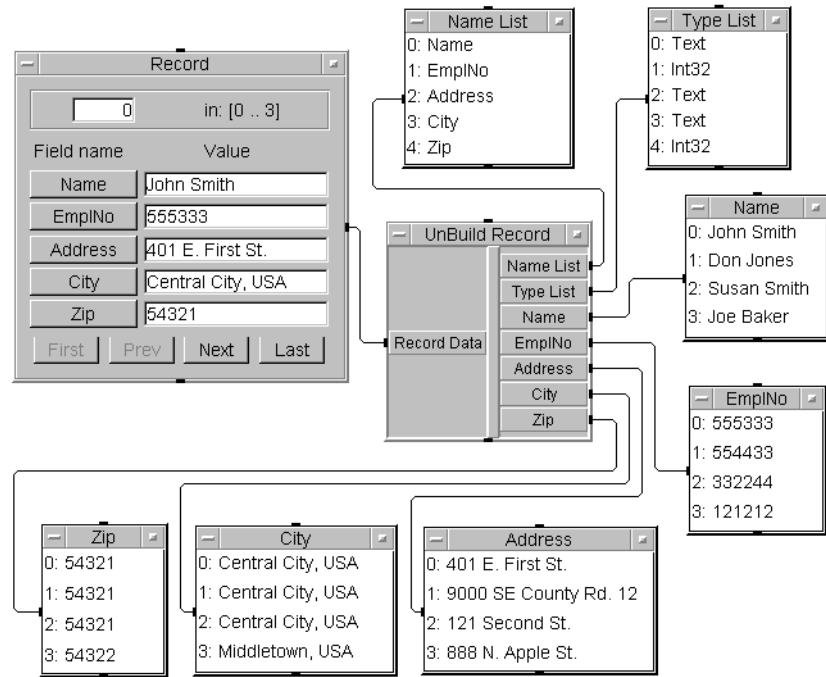 Name List
0: Name
1: EmplNo
2: Address
3: City
4: Zip
Type List
0: Text
1: Int32
2: Text
3: Text
4: Int32
Record
0 in: [0 .. 3]
Field name Value
Name John Smith
EmplNo 555333
Address 401 E. First St.
City Central City, USA
Zip 54321
First Prev Next Last
UnBuild Record
Record Data
Name List
Type List
Name
EmplNo
Address
City
Zip
Name
0: John Smith
1: Don Jones
2: Susan Smith
3: Joe Baker
EmplNo
0: 555333
1: 554433
2: 332244
3: 121212
Zip
0: 54321
1: 54321
2: 54321
3: 54322
City
0: Central City, USA
1: Central City, USA
2: Central City, USA
3: Middletown, USA
Address
0: 401 E. First St.
1: 9000 SE County Rd. 12
2: 121 Second St.
3: 888 N. Apple St.